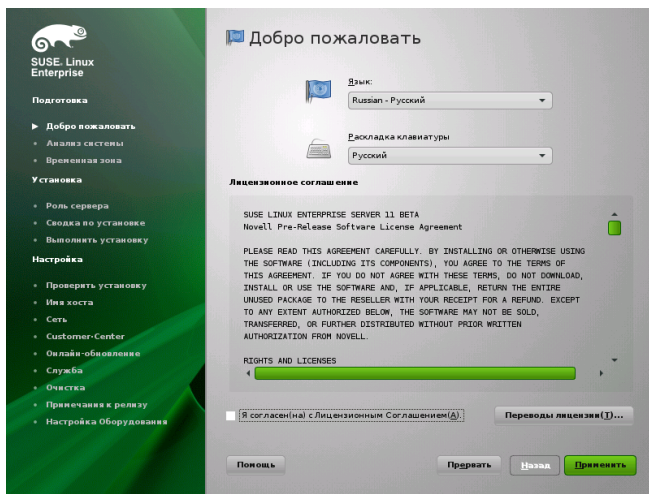 SUSE. Linux
Enterprise
Подготовка
Добро пожаловать
Анализ системы
Временная зона
Установка
Роль сервера
Сводка по установке
Выполнить установку
Настройка
Проверить установку
Имя хоста
Сеть
Customer-Center
Онлайн-обновление
Служба
Очистка
Примечания к релизу
Настройка Оборудования
Добро пожаловать
Язык:
Russian - Русский
Раскладка клавиатуры
Русский
Лицензионное соглашение
SUSE LINUX ENTERPRISE SERVER 11 BETA
Novell Pre-Release Software License Agreement
PLEASE READ THIS AGREEMENT CAREFULLY. BY INSTALLING OR OTHERWISE USING
THE SOFTWARE (INCLUDING ITS COMPONENTS), YOU AGREE TO THE TERMS OF
THIS AGREEMENT. IF YOU DO NOT AGREE WITH THESE TERMS, DO NOT DOWNLOAD,
INSTALL OR USE THE SOFTWARE AND, IF APPLICABLE, RETURN THE ENTIRE
UNUSED PACKAGE TO THE RESELLER WITH YOUR RECEIPT FOR A REFUND. EXCEPT
TO ANY EXTENT AUTHORIZED BELOW, THE SOFTWARE MAY NOT BE SOLD,
TRANSFERRED, OR FURTHER DISTRIBUTED WITHOUT PRIOR WRITTEN
AUTHORIZATION FROM NOVELL.
RIGHTS AND LICENSES
Я согласен(на) с Лицензионным Соглашением(A).
Переводы лицензии(T)...
Помощь
Прервать
Назад
Применить